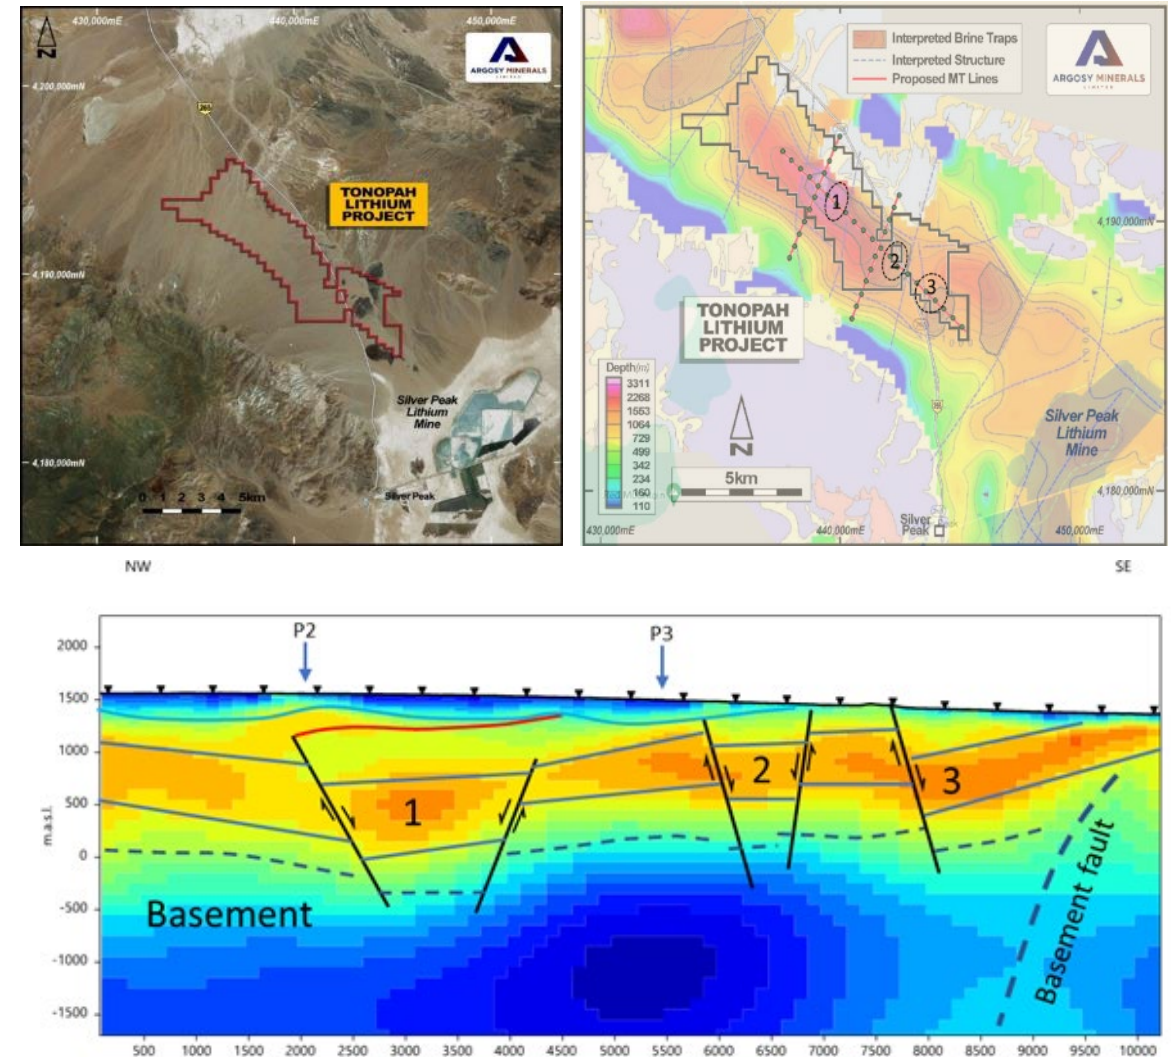 430,000mE
440,000mE
450,000mE
N
ARGOSY MINERALS
LIMITED
4,200,000mN
265
TONOPAH
LITHIUM
PROJECT
4,190,000mN
Silver Peak
Lithium
Mine
4,180,000mN
0 1 2 3 4 5km
Silver Peak
Interpreted Brine Traps
Interpreted Structure
Proposed MT Lines
ARGOSY MINERALS
LIMITED
1
4,190,000mN
2
3
TONOPAH
LITHIUM
PROJECT
Depth(m)
3311
2268
1553
1064
729
499
342
234
160
110
N
5km
265
Silver Peak
Lithium
Mine
4,180,000mN
Silver
Peak
430,000mE
440,000mE
450,000mE
NW
SE
P2
P3
2000
1500
1000
500
0
-500
-1000
-1500
m.a.s.l.
1
2
3
Basement
Basement fault
500 1000 1500 2000 2500 3000 3500 4000 4500 5000 5500 6000 6500 7000 7500 8000 8500 9000 9500 10000